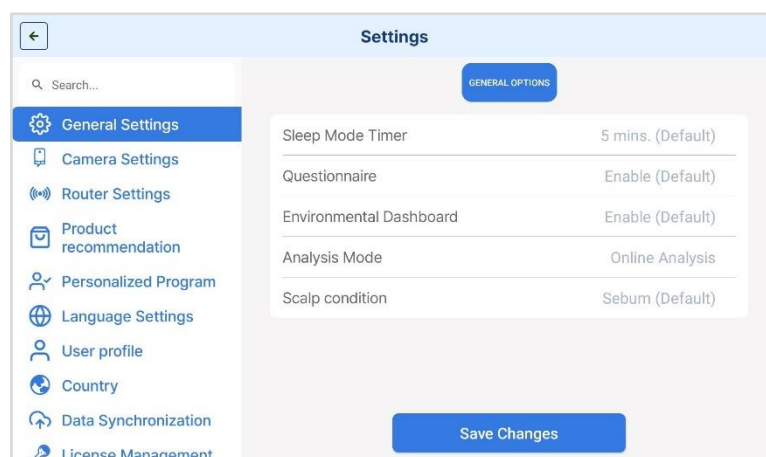 Settings
Search...
GENERAL OPTIONS
General Settings
Camera Settings
Router Settings
Product
recommendation
Personalized Program
Language Settings
User profile
Country
Data Synchronization
License Management
Sleep Mode Timer 5 mins. (Default)
Questionnaire Enable (Default)
Environmental Dashboard Enable (Default)
Analysis Mode Online Analysis
Scalp condition Sebum (Default)
Save Changes